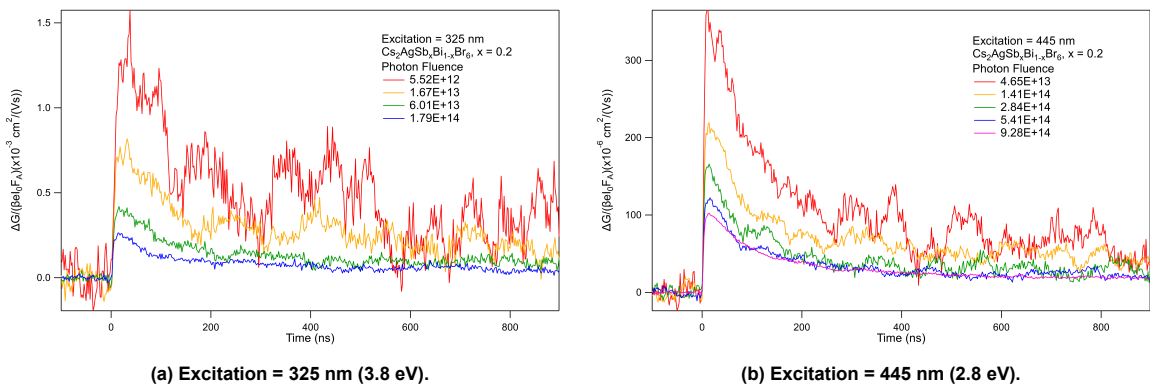 Excitation = 325 nm
Cs2AgSbxBi1-xBr6, x = 0.2
Photon Fluence
5.52E+12
1.67E+13
6.01E+13
1.79E+14
ΔG/(βeI0FA)(x10-3 cm2/(Vs))
1.5
1.0
0.5
0.0
0
200
400
600
800
Time (ns)
(a) Excitation = 325 nm (3.8 eV).
Excitation = 445 nm
Cs2AgSbxBi1-xBr6, x = 0.2
Photon Fluence
4.65E+13
1.41E+14
2.84E+14
5.41E+14
9.28E+14
ΔG/(βeI0FA)(x10-6 cm2/(Vs))
300
200
100
0
0
200
400
600
800
Time (ns)
(b) Excitation = 445 nm (2.8 eV).